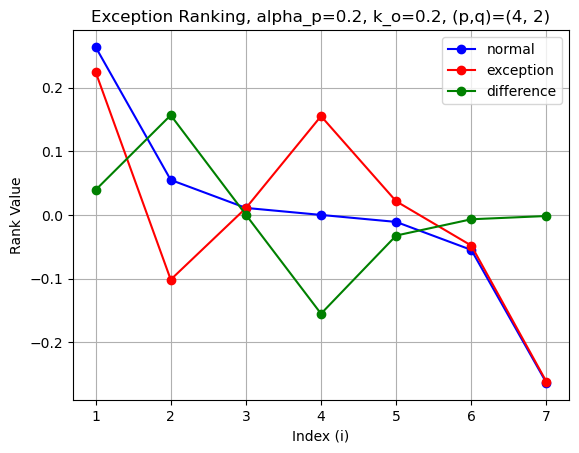 Exception Ranking, alpha_p=0.2, k_o=0.2, (p,q)=(4, 2)
normal
exception
difference
Rank Value
0.2
0.1
0.0
−0.1
−0.2
1 2 3 4 5 6 7
Index (i)